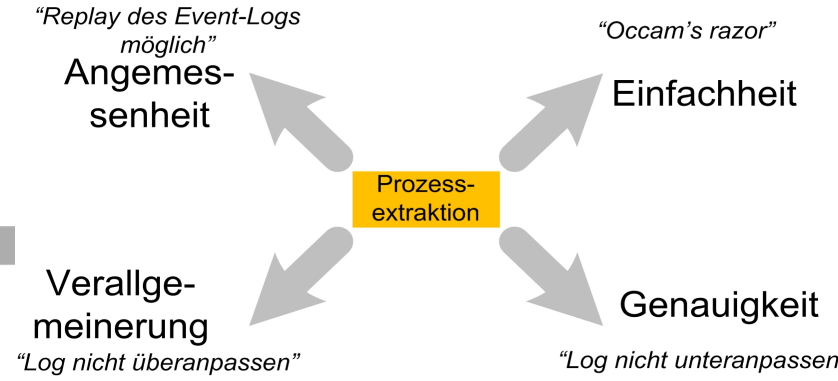 “Replay des Event-Logs
möglich”
Angemes-
senheit
“Occam’s razor”
Einfachheit
Prozess-
extraktion
Verallge-
meinerung
“Log nicht überanpassen”
Genauigkeit
“Log nicht unteranpassen